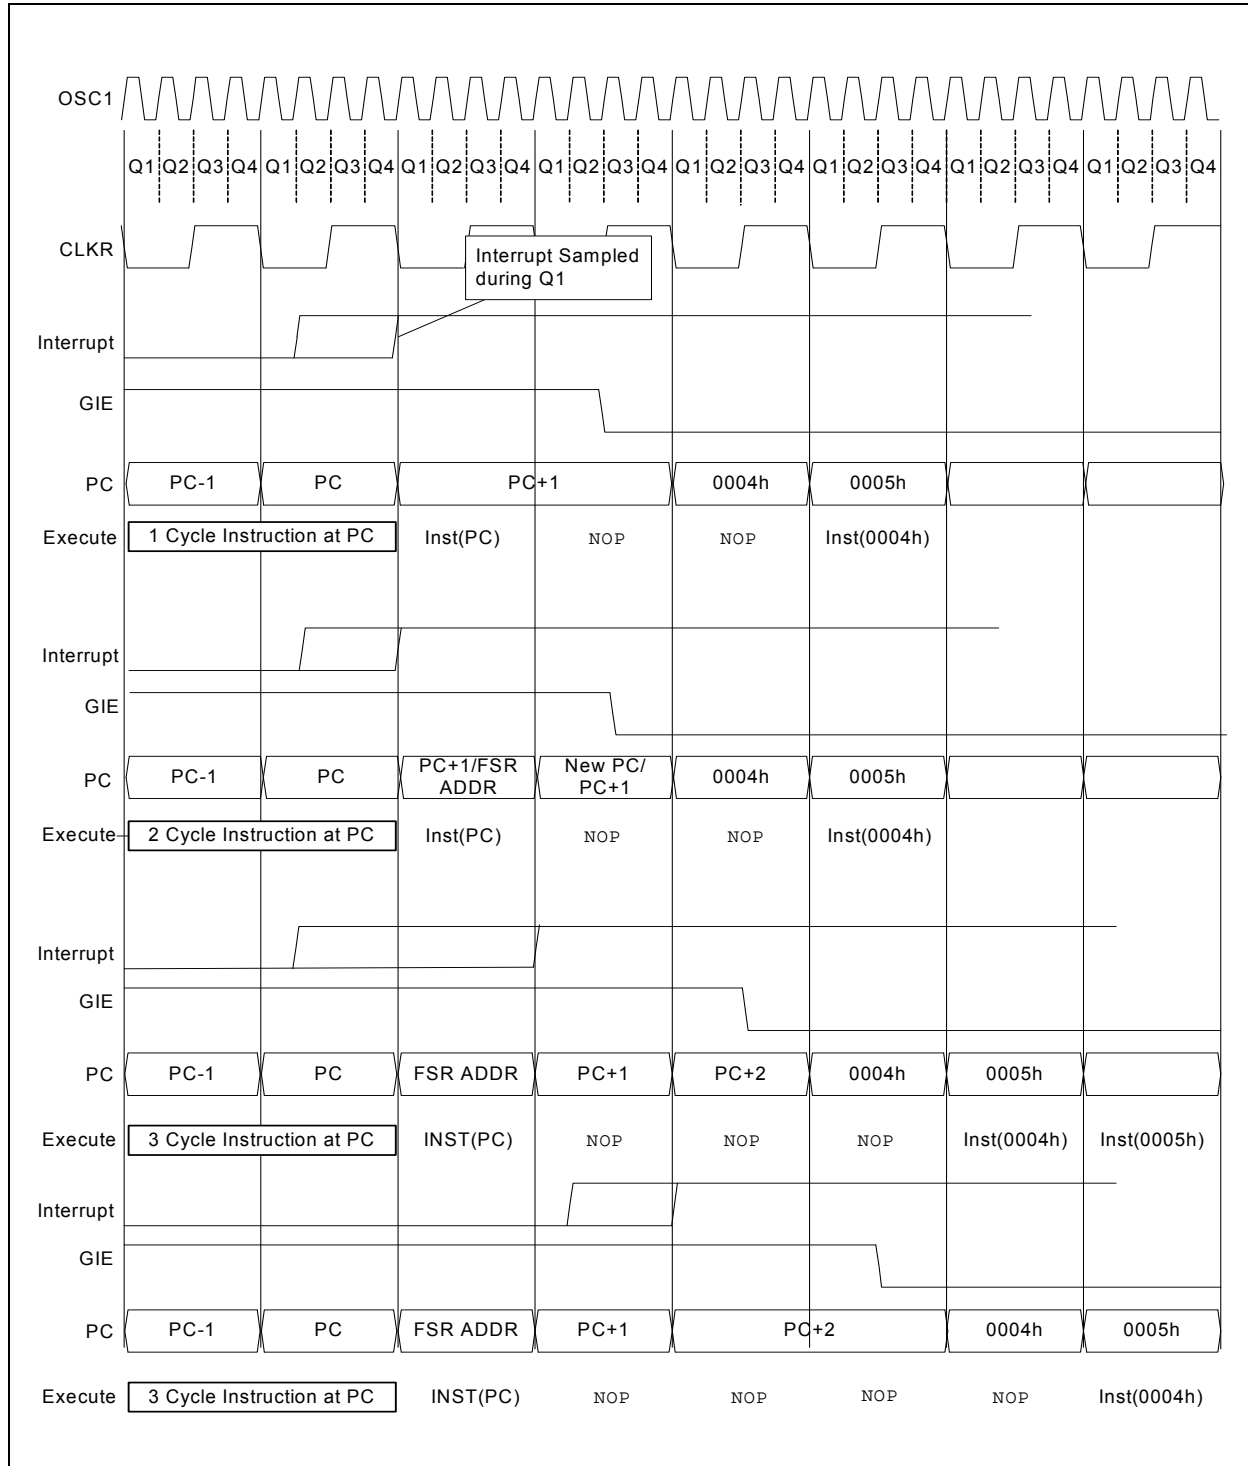 OSC1
Q1 Q2 Q3 Q4 Q1 Q2 Q3 Q4 Q1 Q2 Q3 Q4 Q1 Q2 Q3 Q4 Q1 Q2 Q3 Q4 Q1 Q2 Q3 Q4 Q1 Q2 Q3 Q4 Q1 Q2 Q3 Q4
CLKR
Interrupt Sampled
during Q1
Interrupt
GIE
PC PC-1 PC PC+1 0004h 0005h
Execute 1 Cycle Instruction at PC Inst(PC) NOP NOP Inst(0004h)
Interrupt
GIE
PC PC-1 PC PC+1/FSR ADDR New PC/ PC+1 0004h 0005h
Execute 2 Cycle Instruction at PC Inst(PC) NOP NOP Inst(0004h)
Interrupt
GIE
PC PC-1 PC FSR ADDR PC+1 PC+2 0004h 0005h
Execute 3 Cycle Instruction at PC INST(PC) NOP NOP NOP Inst(0004h) Inst(0005h)
Interrupt
GIE
PC PC-1 PC FSR ADDR PC+1 PC+2 0004h 0005h
Execute 3 Cycle Instruction at PC INST(PC) NOP NOP NOP NOP Inst(0004h)